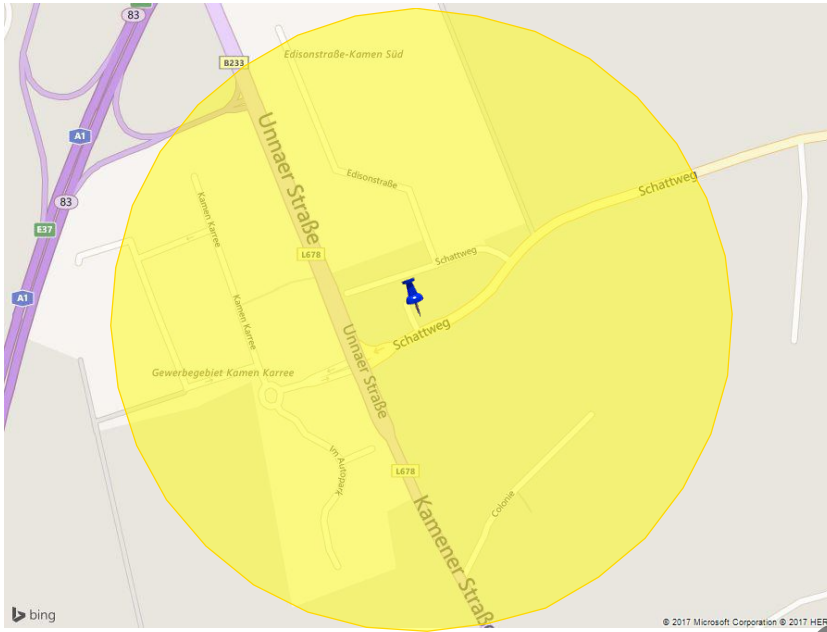 83
Edisonstraße-Kamen Süd
B233
A1
Unnaer Straße
Edisonstraße
Schattweg
Kamen Karree
83
E37
L678
Schattweg
A1
Kamen Karree
Unnaer Straße
Schattweg
Gewerbegebiet Kamen Karree
Im Autopark
L678
Colonie
Kamener Straße
bing
© 2017 Microsoft Corporation © 2017 HER